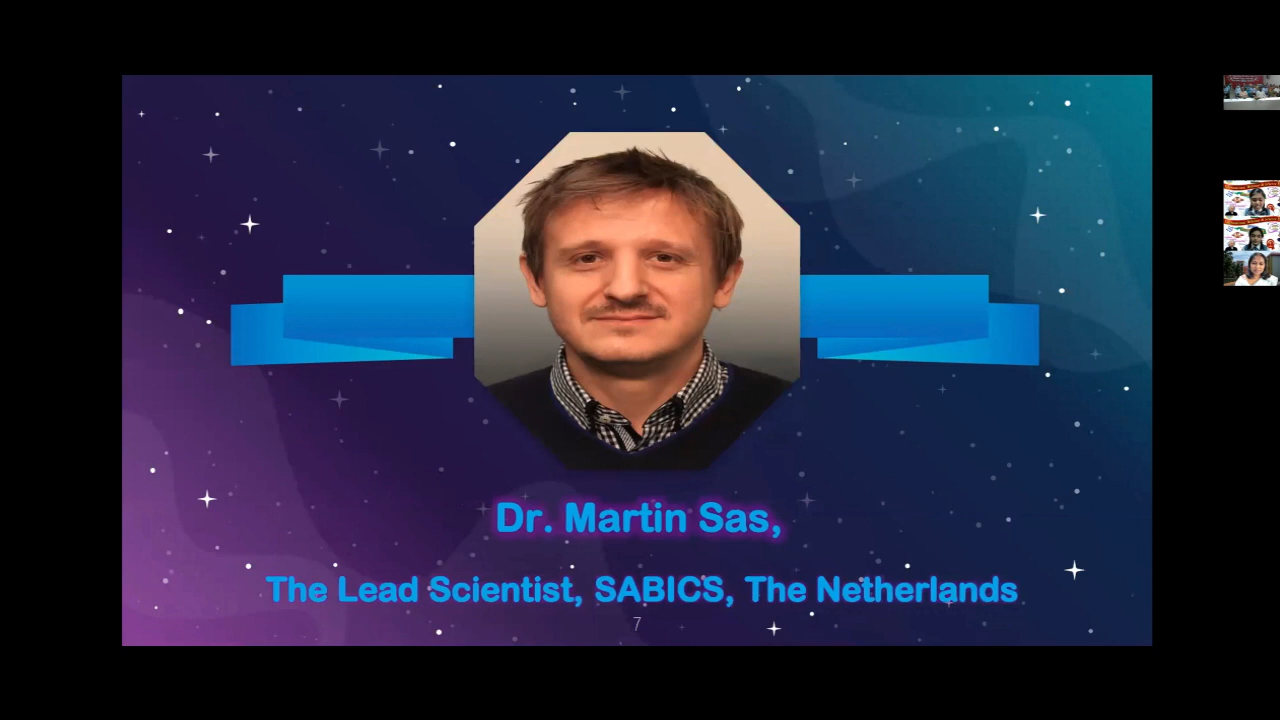 Dr. Martin Sas,
The Lead Scientist, SABICS, The Netherlands
7